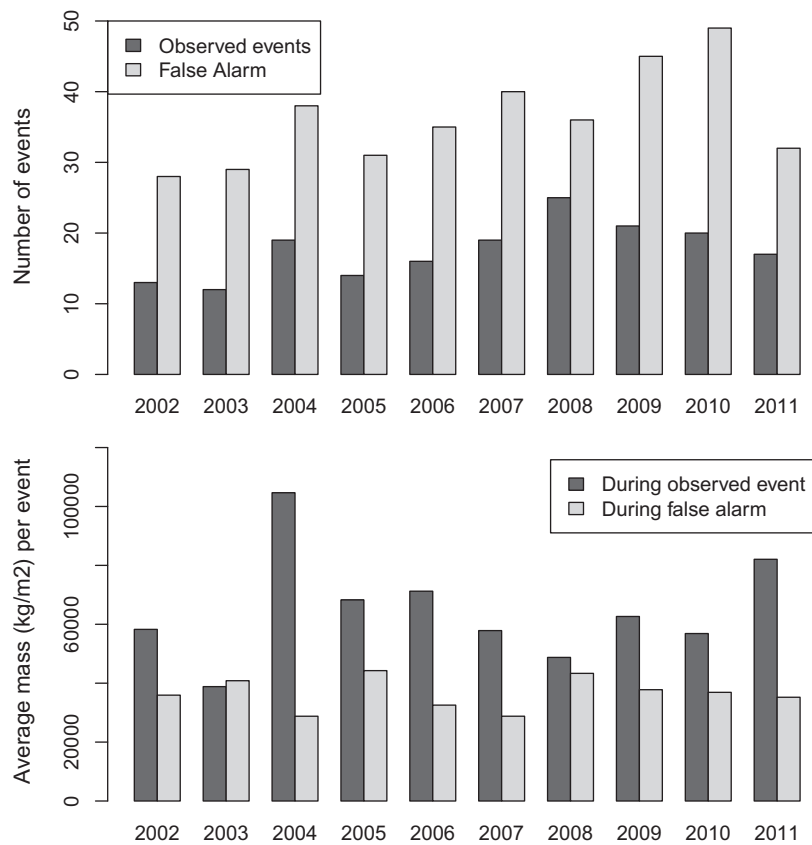 Number of events
50
40
30
20
10
0
Observed events
False Alarm
2002 2003 2004 2005 2006 2007 2008 2009 2010 2011
Average mass (kg/m2) per event
100000
60000
20000
0
During observed event
During false alarm
2002 2003 2004 2005 2006 2007 2008 2009 2010 2011